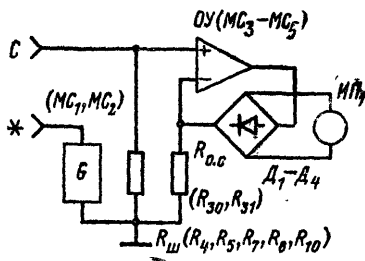 ОУ(МС₃–МС₅)
С
+
(МС₁, МС₂)
–
ИП₁
*
G
Rо.с
Д₁–Д₄
(R₃₀, R₃₁)
Rш (R₄, R₅, R₇, R₈, R₁₀)